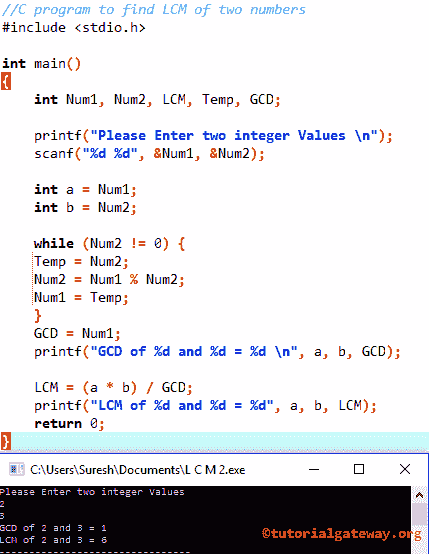 //C program to find LCM of two numbers
#include <stdio.h>
int main()
{
int Num1, Num2, LCM, Temp, GCD;
printf("Please Enter two integer Values \n");
scanf("%d %d", &Num1, &Num2);
int a = Num1;
int b = Num2;
while (Num2 != 0) {
Temp = Num2;
Num2 = Num1 % Num2;
Num1 = Temp;
}
GCD = Num1;
printf("GCD of %d and %d = %d \n", a, b, GCD);
LCM = (a * b) / GCD;
printf("LCM of %d and %d = %d", a, b, LCM);
return 0;
}
C:\Users\Suresh\Documents\L C M 2.exe
Please Enter two integer Values
2
3
GCD of 2 and 3 = 1
LCM of 2 and 3 = 6
--------------------------------
©tutorialgateway.org